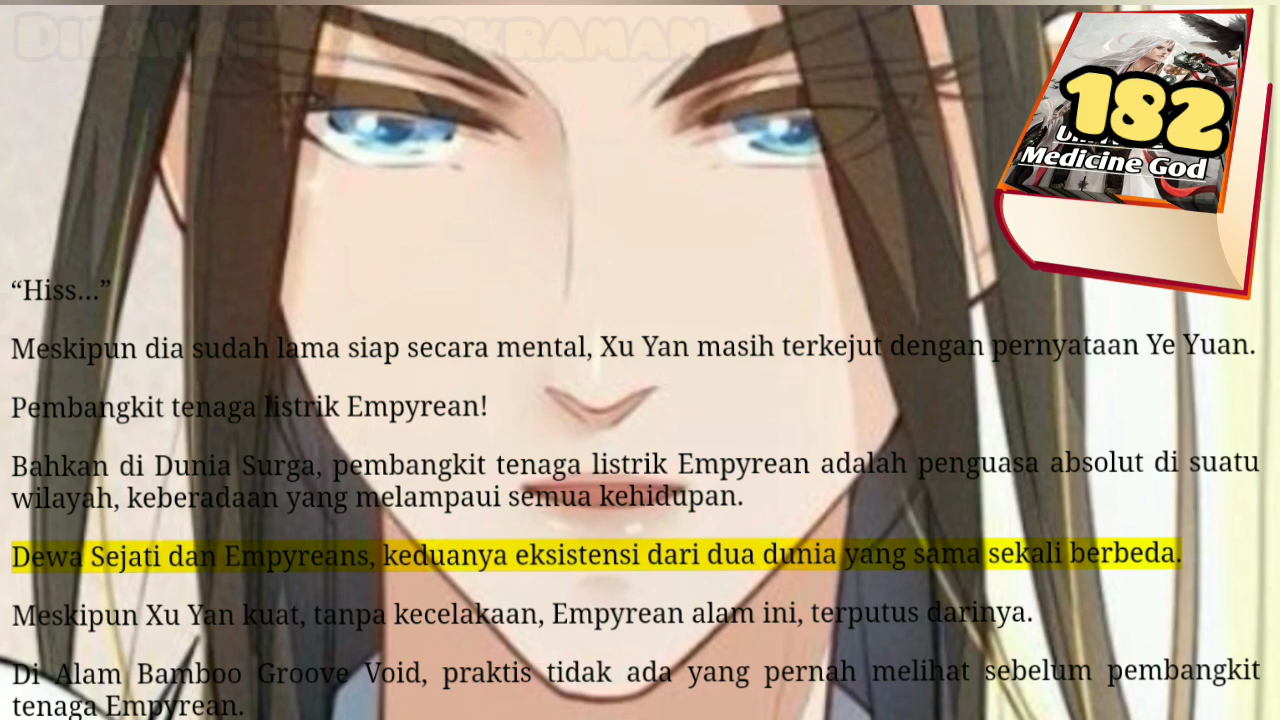 182
Medicine God
“Hiss...”
Meskipun dia sudah lama siap secara mental, Xu Yan masih terkejut dengan pernyataan Ye Yuan.
Pembangkit tenaga listrik Empyrean!
Bahkan di Dunia Surga, pembangkit tenaga listrik Empyrean adalah penguasa absolut di suatu
wilayah, keberadaan yang melampaui semua kehidupan.
Dewa Sejati dan Empyreans, keduanya eksistensi dari dua dunia yang sama sekali berbeda.
Meskipun Xu Yan kuat, tanpa kecelakaan, Empyrean alam ini, terputus darinya.
Di Alam Bamboo Groove Void, praktis tidak ada yang pernah melihat sebelum pembangkit
tenaga Empyrean.